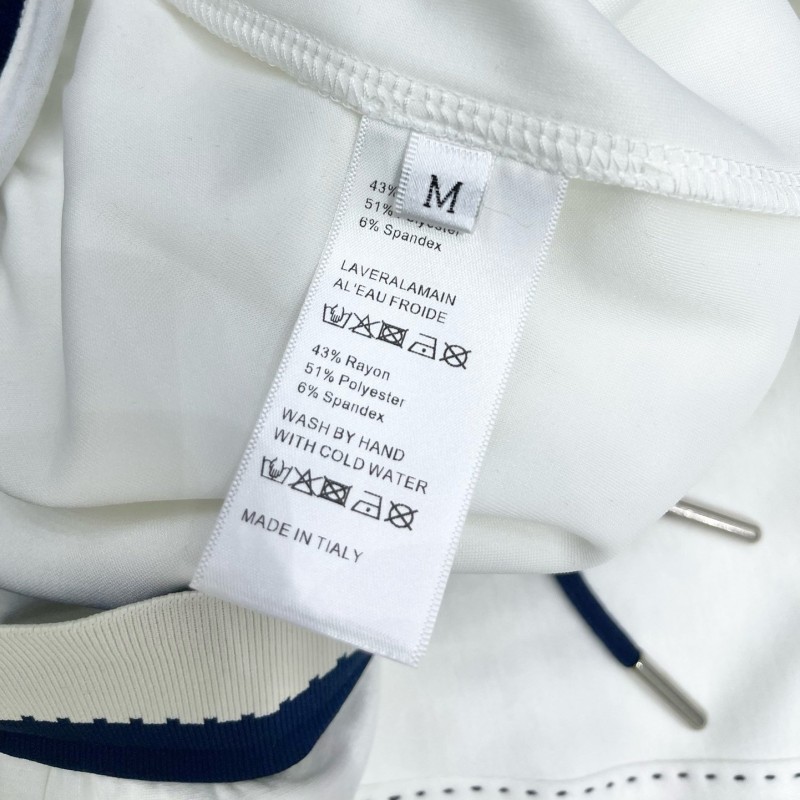 M
43%
51% Polyester
6% Spandex
LAVERALAMAIN
AL'EAU FROIDE
43% Rayon
51% Polyester
6% Spandex
WASH BY HAND
WITH COLD WATER
MADE IN TIALY